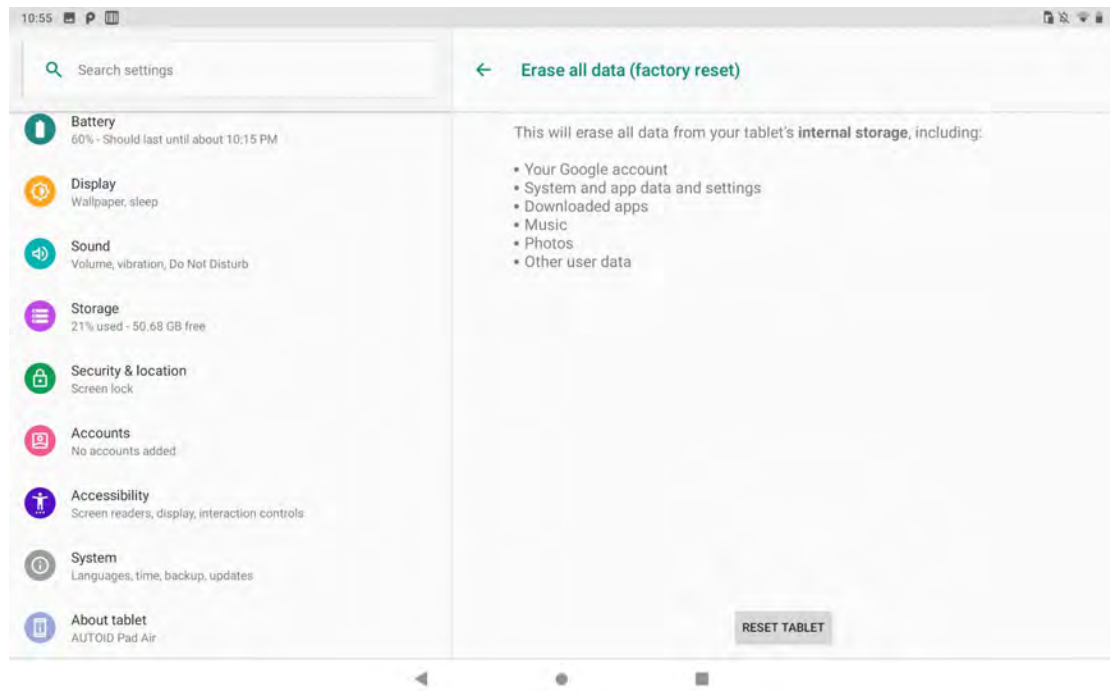 10:55
Search settings
Battery
60% - Should last until about 10:15 PM
Display
Wallpaper, sleep
Sound
Volume, vibration, Do Not Disturb
Storage
21% used - 50.68 GB free
Security & location
Screen lock
Accounts
No accounts added
Accessibility
Screen readers, display, interaction controls
System
Languages, time, backup, updates
About tablet
AUTOID Pad Air
Erase all data (factory reset)
This will erase all data from your tablet's internal storage, including:
• Your Google account
• System and app data and settings
• Downloaded apps
• Music
• Photos
• Other user data
RESET TABLET